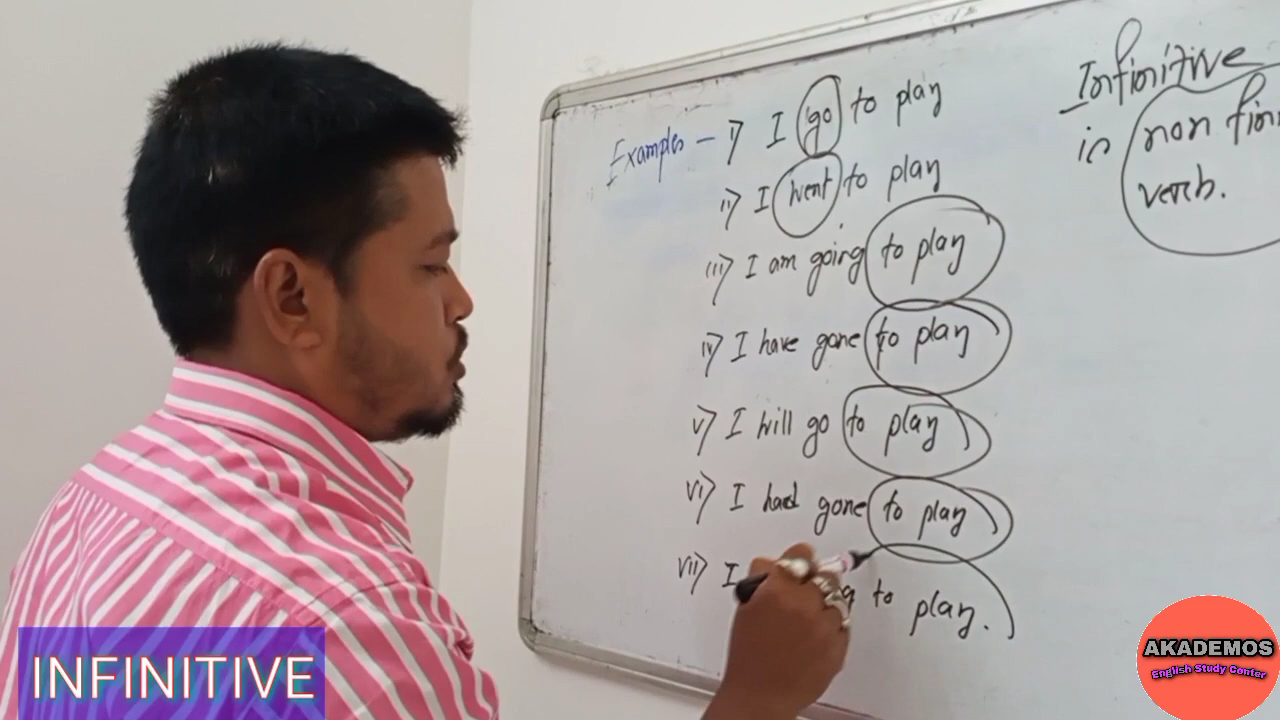 Examples – i) I go to play
ii) I went to play
iii) I am going to play
iv) I have gone to play
v) I will go to play
vi) I had gone to play
vii) I to play.
Infinitive
is non
verb.
INFINITIVE
AKADEMOS
English Study Center